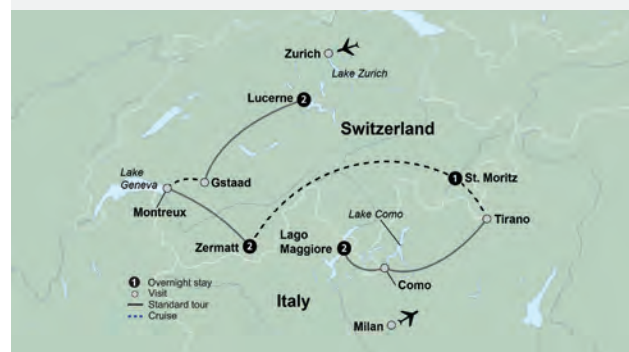 Zurich
Lake Zurich
Lucerne 2
Switzerland
Lake
Geneva
Gstaad
1 St. Moritz
Montreux
Lake Como
Tirano
Lago
Maggiore 2
Zermatt 2
Como
1 Overnight stay
Visit
Standard tour
Cruise
Italy
Milan